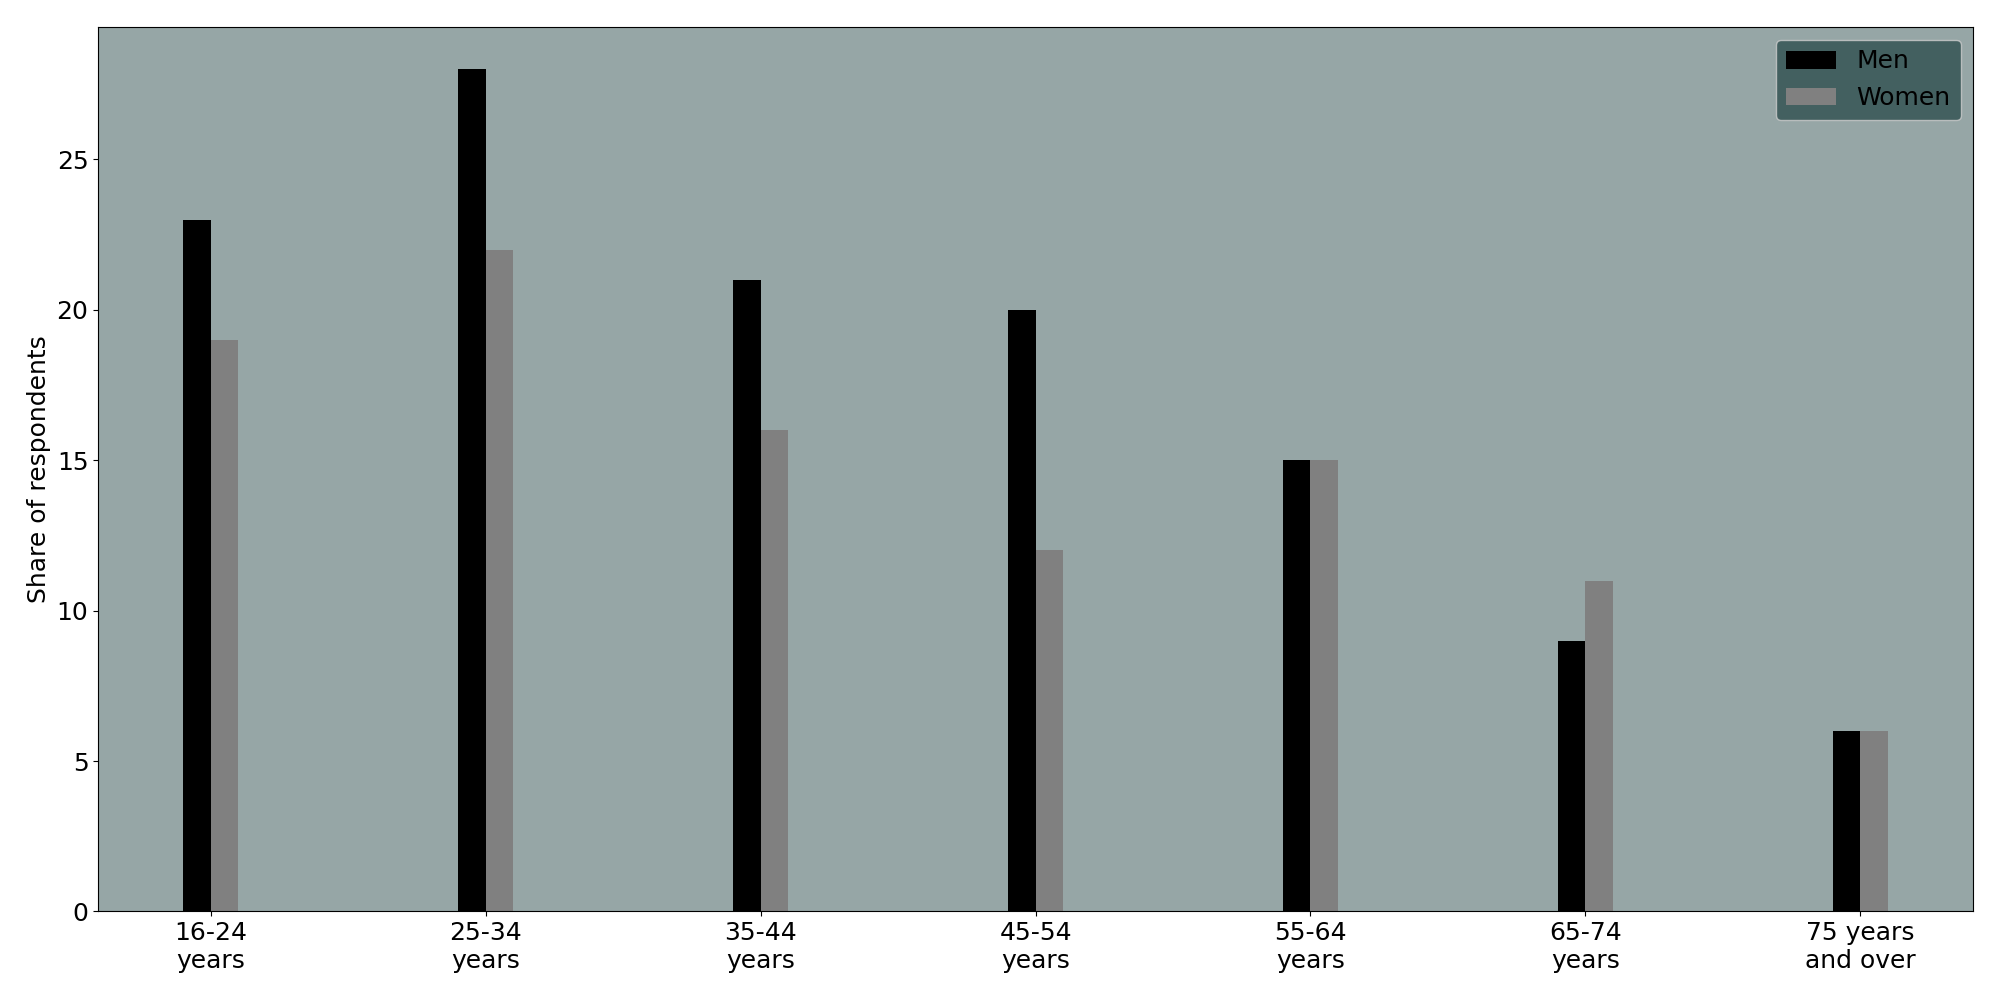 Men
Women
Share of respondents
25
20
15
10
5
0
16-24
years
25-34
years
35-44
years
45-54
years
55-64
years
65-74
years
75 years
and over